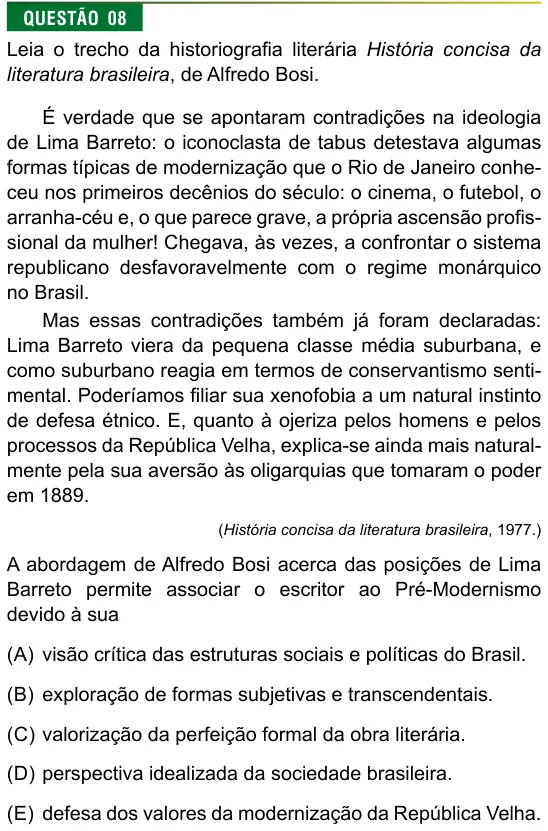 QUESTÃO 08
Leia o trecho da historiografia literária História concisa da
literatura brasileira, de Alfredo Bosi.
É verdade que se apontaram contradições na ideologia
de Lima Barreto: o iconoclasta de tabus detestava algumas
formas típicas de modernização que o Rio de Janeiro conhe-
ceu nos primeiros decênios do século: o cinema, o futebol, o
arranha-céu e, o que parece grave, a própria ascensão profis-
sional da mulher! Chegava, às vezes, a confrontar o sistema
republicano desfavoravelmente com o regime monárquico
no Brasil.
Mas essas contradições também já foram declaradas:
Lima Barreto viera da pequena classe média suburbana, e
como suburbano reagia em termos de conservantismo senti-
mental. Poderíamos filiar sua xenofobia a um natural instinto
de defesa étnico. E, quanto à ojeriza pelos homens e pelos
processos da República Velha, explica-se ainda mais natural-
mente pela sua aversão às oligarquias que tomaram o poder
em 1889.
(História concisa da literatura brasileira, 1977.)
A abordagem de Alfredo Bosi acerca das posições de Lima
Barreto permite associar o escritor ao Pré-Modernismo
devido à sua
(A) visão crítica das estruturas sociais e políticas do Brasil.
(B) exploração de formas subjetivas e transcendentais.
(C) valorização da perfeição formal da obra literária.
(D) perspectiva idealizada da sociedade brasileira.
(E) defesa dos valores da modernização da República Velha.